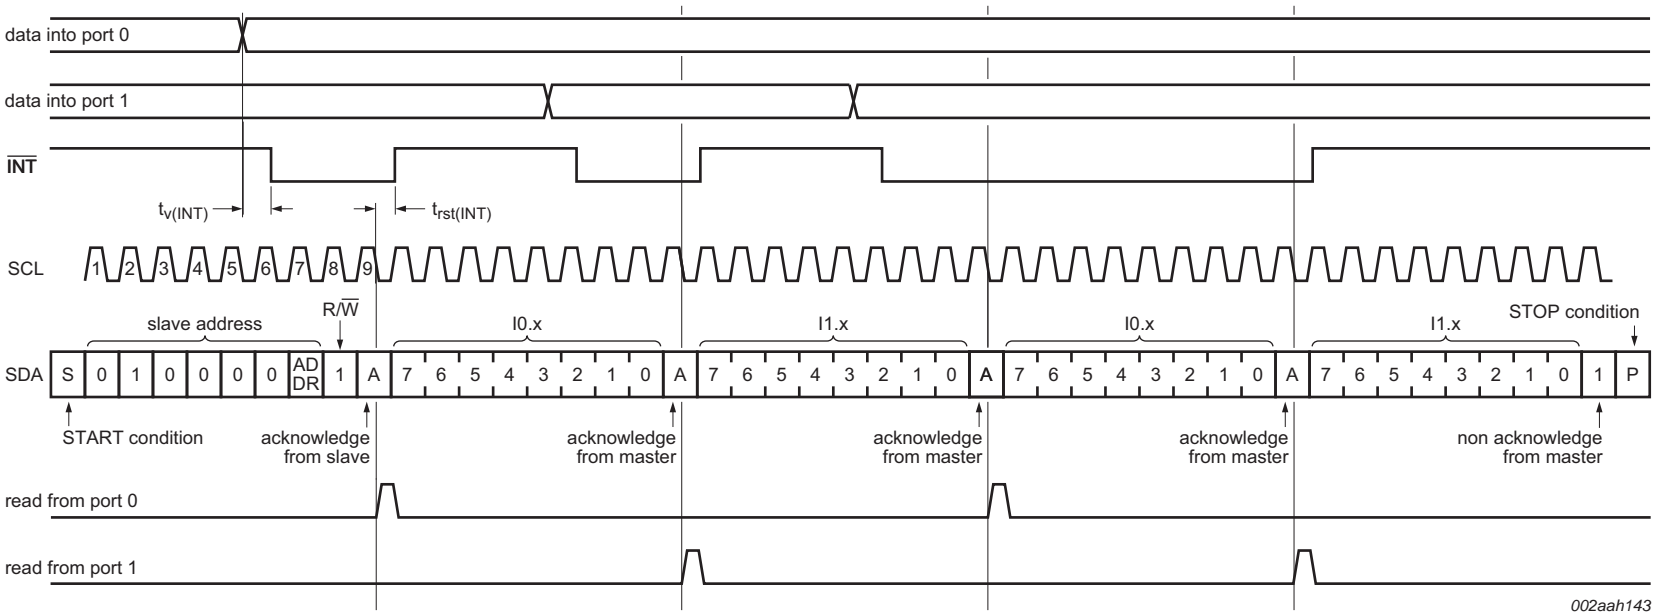 data into port 0
data into port 1
INT
tv(INT) trst(INT)
SCL 1 2 3 4 5 6 7 8 9
R/W
slave address I0.x I1.x I0.x I1.x STOP condition
SDA S 0 1 0 0 0 0 AD DR 1 A 7 6 5 4 3 2 1 0 A 7 6 5 4 3 2 1 0 A 7 6 5 4 3 2 1 0 A 7 6 5 4 3 2 1 0 1 P
START condition acknowledge acknowledge acknowledge acknowledge non acknowledge
from slave from master from master from master from master
read from port 0
read from port 1
002aah143